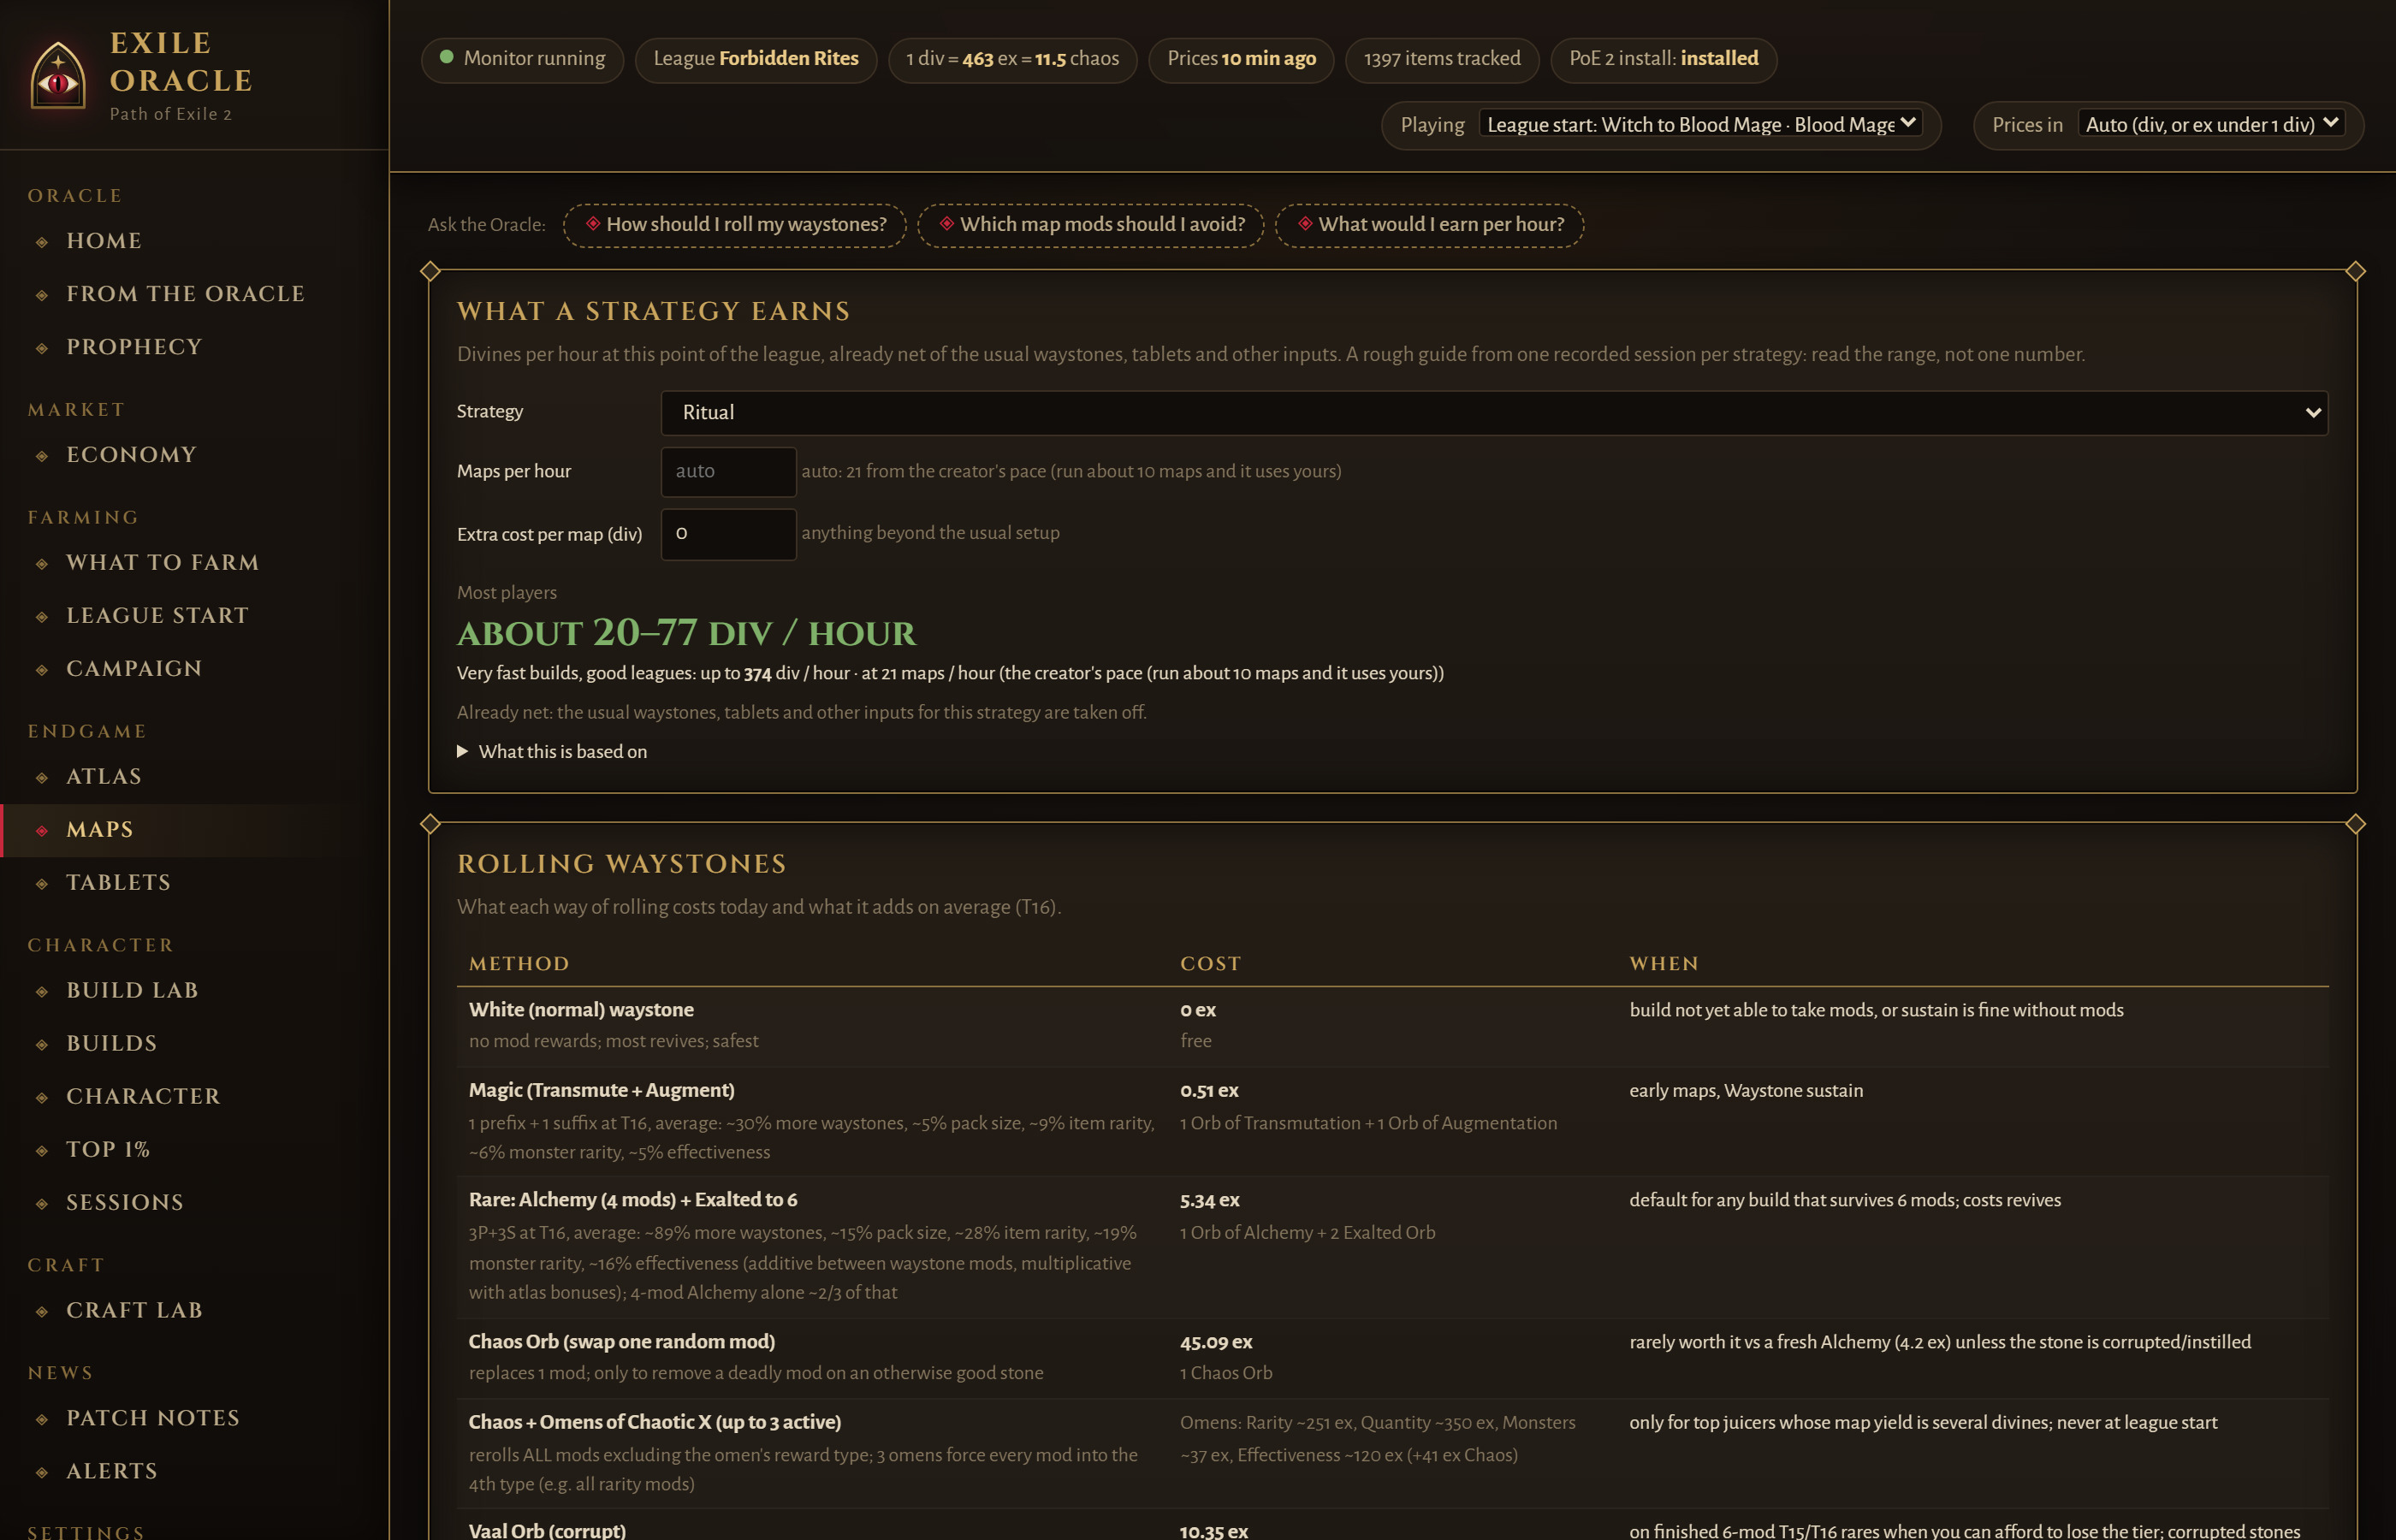 EXILE
ORACLE
Path of Exile 2
ORACLE
HOME
FROM THE ORACLE
PROPHECY
MARKET
ECONOMY
FARMING
WHAT TO FARM
LEAGUE START
CAMPAIGN
ENDGAME
ATLAS
MAPS
TABLETS
CHARACTER
BUILD LAB
BUILDS
CHARACTER
TOP 1%
SESSIONS
CRAFT
CRAFT LAB
NEWS
PATCH NOTES
ALERTS
SETTINGS
Monitor running
League Forbidden Rites
1 div = 463 ex = 11.5 chaos
Prices 10 min ago
1397 items tracked
PoE 2 install: installed
Playing League start: Witch to Blood Mage · Blood Mage
Prices in Auto (div, or ex under 1 div)
Ask the Oracle: How should I roll my waystones? Which map mods should I avoid? What would I earn per hour?
WHAT A STRATEGY EARNS
Divines per hour at this point of the league, already net of the usual waystones, tablets and other inputs. A rough guide from one recorded session per strategy: read the range, not one number.
Strategy Ritual
Maps per hour auto auto: 21 from the creator's pace (run about 10 maps and it uses yours)
Extra cost per map (div) 0 anything beyond the usual setup
Most players
ABOUT 20–77 DIV / HOUR
Very fast builds, good leagues: up to 374 div / hour · at 21 maps / hour (the creator's pace (run about 10 maps and it uses yours))
Already net: the usual waystones, tablets and other inputs for this strategy are taken off.
What this is based on
ROLLING WAYSTONES
What each way of rolling costs today and what it adds on average (T16).
METHOD COST WHEN
White (normal) waystone 0 ex build not yet able to take mods, or sustain is fine without mods
no mod rewards; most revives; safest free
Magic (Transmute + Augment) 0.51 ex early maps, Waystone sustain
1 prefix + 1 suffix at T16, average: ~30% more waystones, ~5% pack size, ~9% item rarity, 1 Orb of Transmutation + 1 Orb of Augmentation
~6% monster rarity, ~5% effectiveness
Rare: Alchemy (4 mods) + Exalted to 6 5.34 ex default for any build that survives 6 mods; costs revives
3P+3S at T16, average: ~89% more waystones, ~15% pack size, ~28% item rarity, ~19% 1 Orb of Alchemy + 2 Exalted Orb
monster rarity, ~16% effectiveness (additive between waystone mods, multiplicative
with atlas bonuses); 4-mod Alchemy alone ~2/3 of that
Chaos Orb (swap one random mod) 45.09 ex rarely worth it vs a fresh Alchemy (4.2 ex) unless the stone is corrupted/instilled
replaces 1 mod; only to remove a deadly mod on an otherwise good stone 1 Chaos Orb
Chaos + Omens of Chaotic X (up to 3 active) Omens: Rarity ~251 ex, Quantity ~350 ex, Monsters only for top juicers whose map yield is several divines; never at league start
rerolls ALL mods excluding the omen's reward type; 3 omens force every mod into the ~37 ex, Effectiveness ~120 ex (+41 ex Chaos)
4th type (e.g. all rarity mods)
Vaal Orb (corrupt) 10.35 ex on finished 6-mod T15/T16 rares when you can afford to lose the tier; corrupted stones